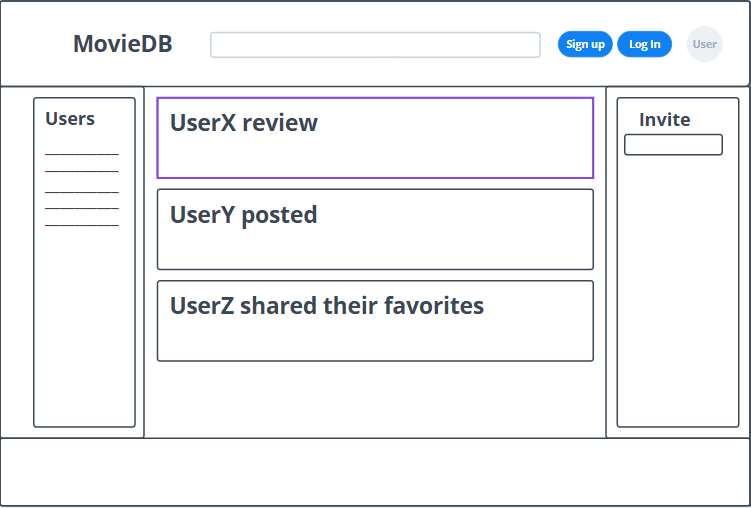 MovieDB
Sign up
Log In
User
Users
UserX review
UserY posted
UserZ shared their favorites
Invite